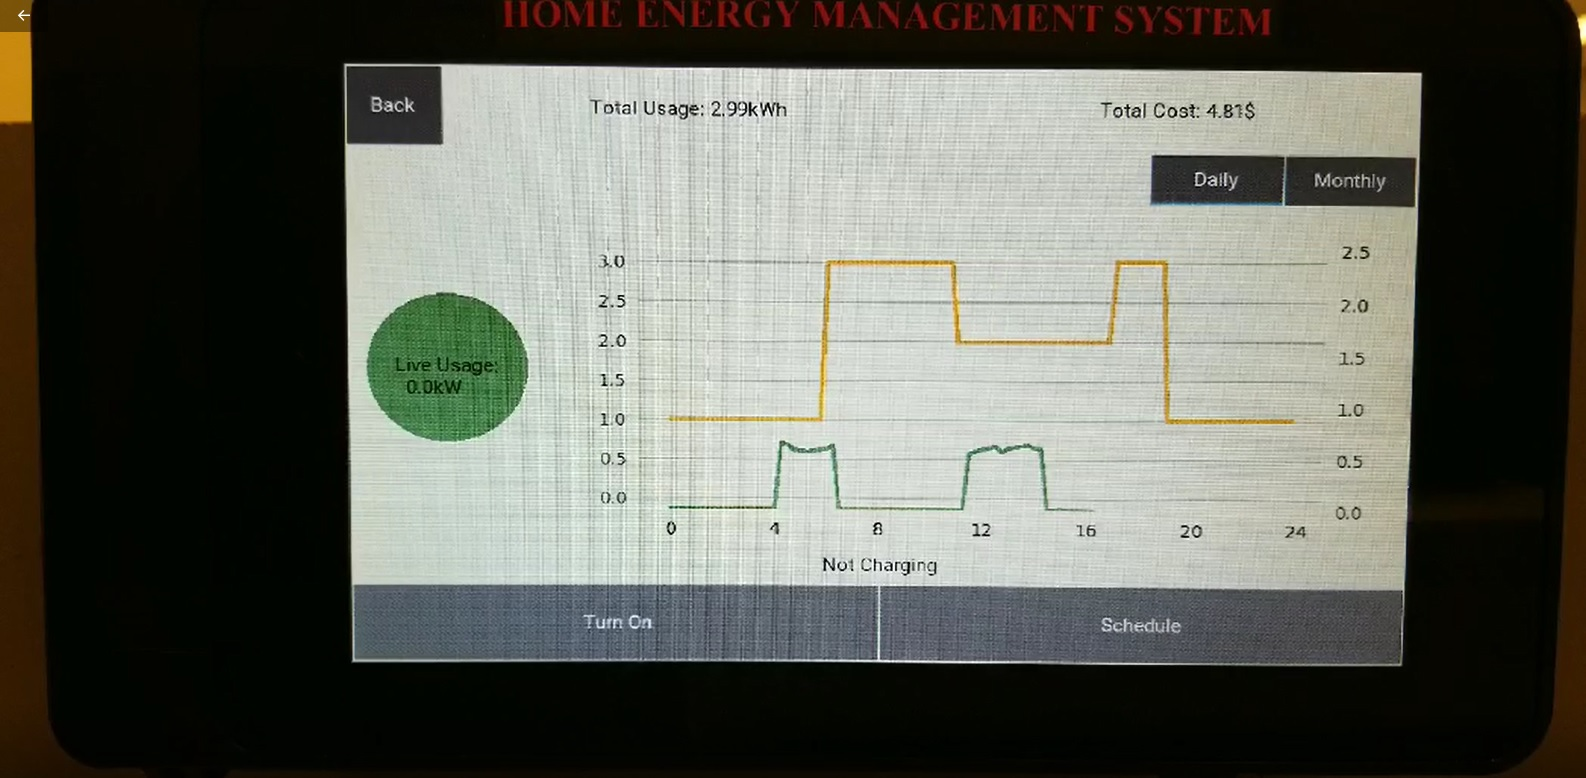 HOME ENERGY MANAGEMENT SYSTEM
Back
Total Usage: 2.99kWh
Total Cost: 4.81$
Daily
Monthly
3.0
2.5
2.0
1.5
1.0
0.5
0.0
2.5
2.0
1.5
1.0
0.5
0.0
Live Usage:
0.0kW
0 4 8 12 16 20 24
Not Charging
Turn On
Schedule